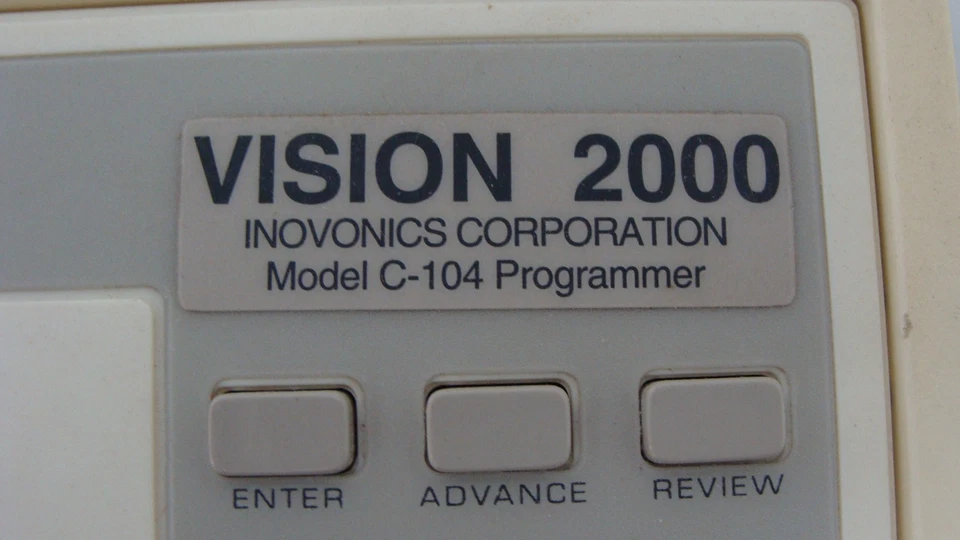 VISION 2000
INOVONICS CORPORATION
Model C-104 Programmer
ENTER ADVANCE REVIEW